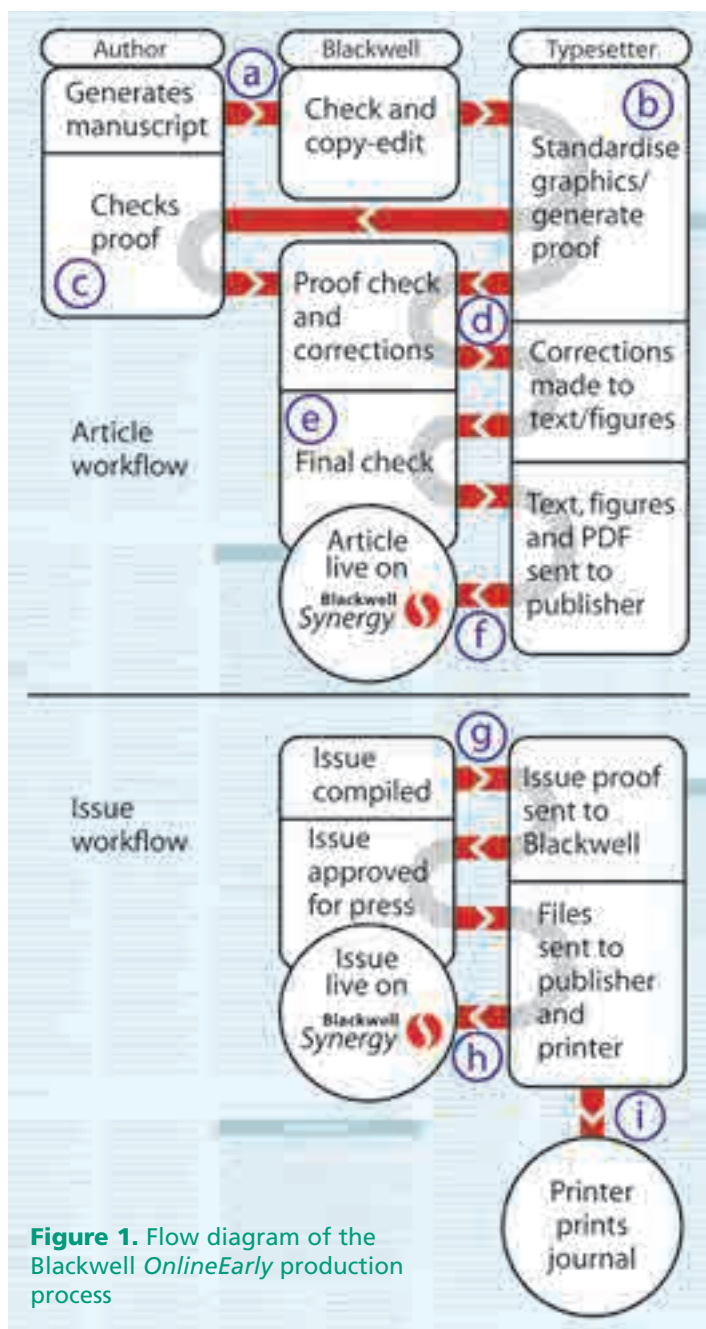 Author
Blackwell
Typesetter
a
Generates
manuscript
Check and
copy-edit
b
Standardise
graphics/
generate
proof
Checks
proof
c
Proof check
and
corrections
d
Corrections
made to
text/figures
Article
workflow
e
Final check
Text, figures
and PDF
sent to
publisher
Article
live on
Blackwell
Synergy
f
Issue
workflow
g
Issue
compiled
Issue proof
sent to
Blackwell
Issue
approved
for press
Files
sent to
publisher
and
printer
Issue
live on
Blackwell
Synergy
h
i
Printer
prints
journal
Figure 1. Flow diagram of the
Blackwell OnlineEarly production
process